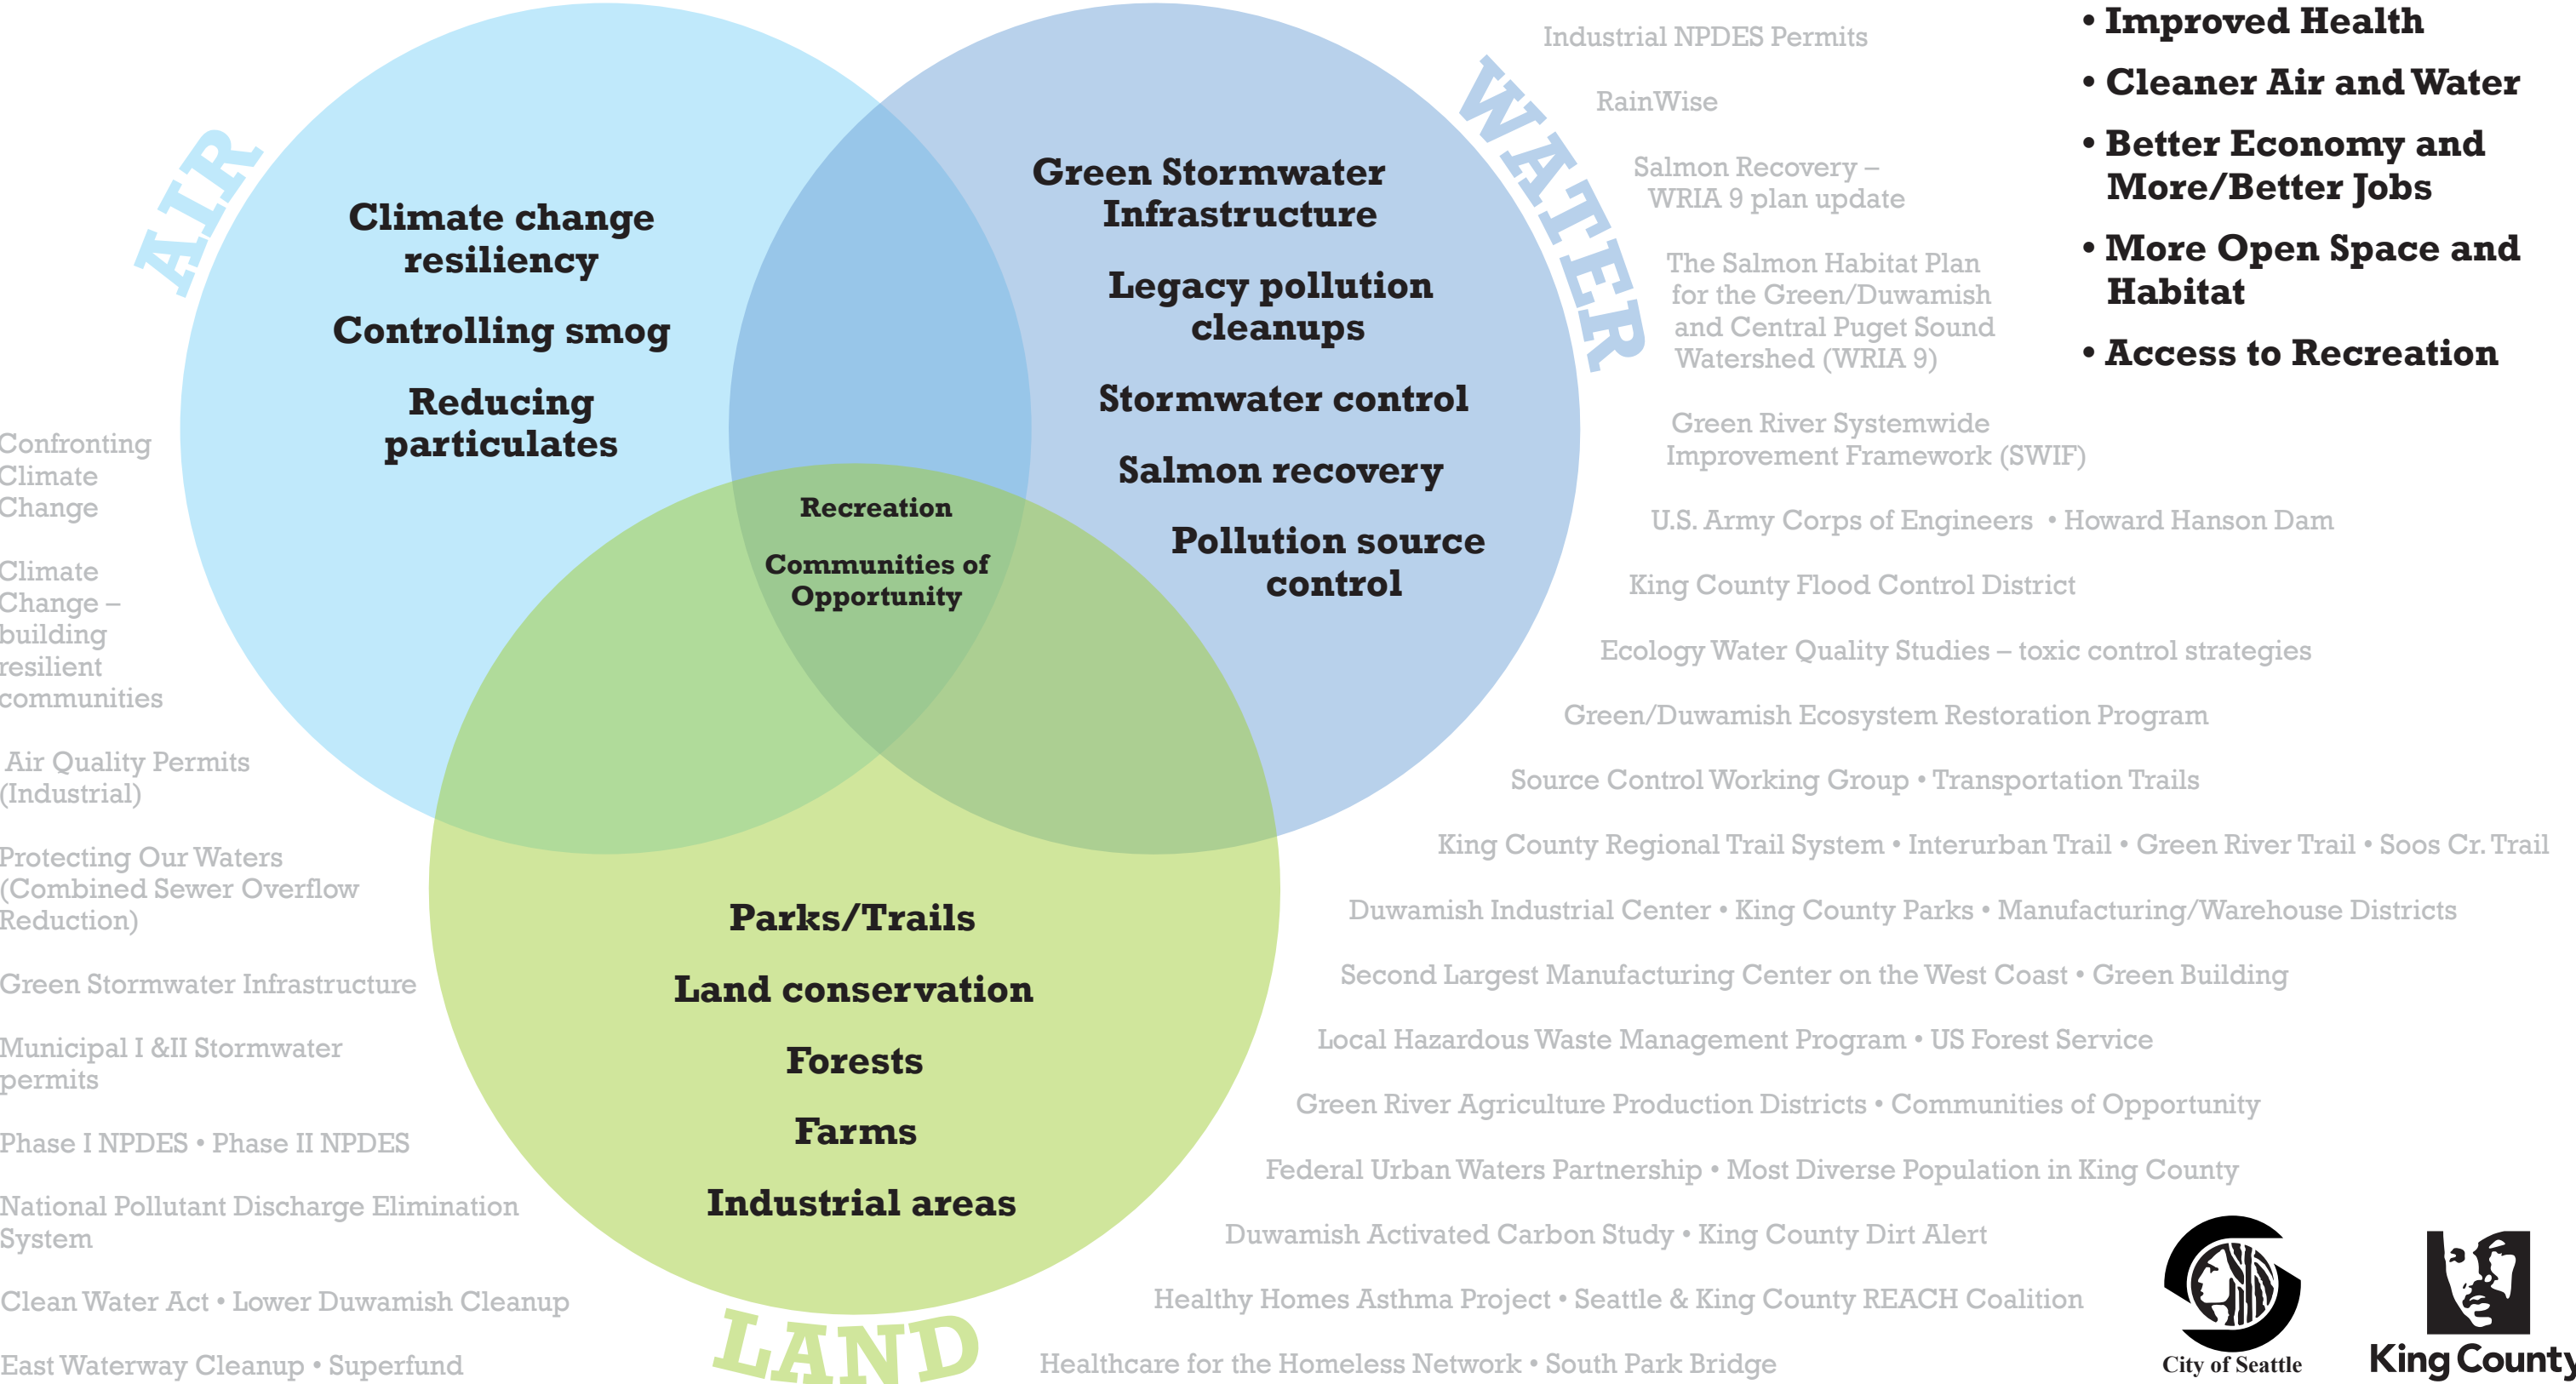 AIR
Climate change
resiliency
Controlling smog
Reducing
particulates
WATER
Green Stormwater
Infrastructure
Legacy pollution
cleanups
Stormwater control
Salmon recovery
Pollution source
control
Recreation
Communities of
Opportunity
Parks/Trails
Land conservation
Forests
Farms
Industrial areas
LAND
Confronting
Climate
Change
Climate
Change –
building
resilient
communities
Air Quality Permits
(Industrial)
Protecting Our Waters
(Combined Sewer Overflow
Reduction)
Green Stormwater Infrastructure
Municipal I &II Stormwater
permits
Phase I NPDES • Phase II NPDES
National Pollutant Discharge Elimination
System
Clean Water Act • Lower Duwamish Cleanup
East Waterway Cleanup • Superfund
Industrial NPDES Permits
RainWise
Salmon Recovery –
WRIA 9 plan update
The Salmon Habitat Plan
for the Green/Duwamish
and Central Puget Sound
Watershed (WRIA 9)
Green River Systemwide
Improvement Framework (SWIF)
U.S. Army Corps of Engineers • Howard Hanson Dam
King County Flood Control District
Ecology Water Quality Studies – toxic control strategies
Green/Duwamish Ecosystem Restoration Program
Source Control Working Group • Transportation Trails
King County Regional Trail System • Interurban Trail • Green River Trail • Soos Cr. Trail
Duwamish Industrial Center • King County Parks • Manufacturing/Warehouse Districts
Second Largest Manufacturing Center on the West Coast • Green Building
Local Hazardous Waste Management Program • US Forest Service
Green River Agriculture Production Districts • Communities of Opportunity
Federal Urban Waters Partnership • Most Diverse Population in King County
Duwamish Activated Carbon Study • King County Dirt Alert
Healthy Homes Asthma Project • Seattle & King County REACH Coalition
Healthcare for the Homeless Network • South Park Bridge
• Improved Health
• Cleaner Air and Water
• Better Economy and
More/Better Jobs
• More Open Space and
Habitat
• Access to Recreation
City of Seattle
King County